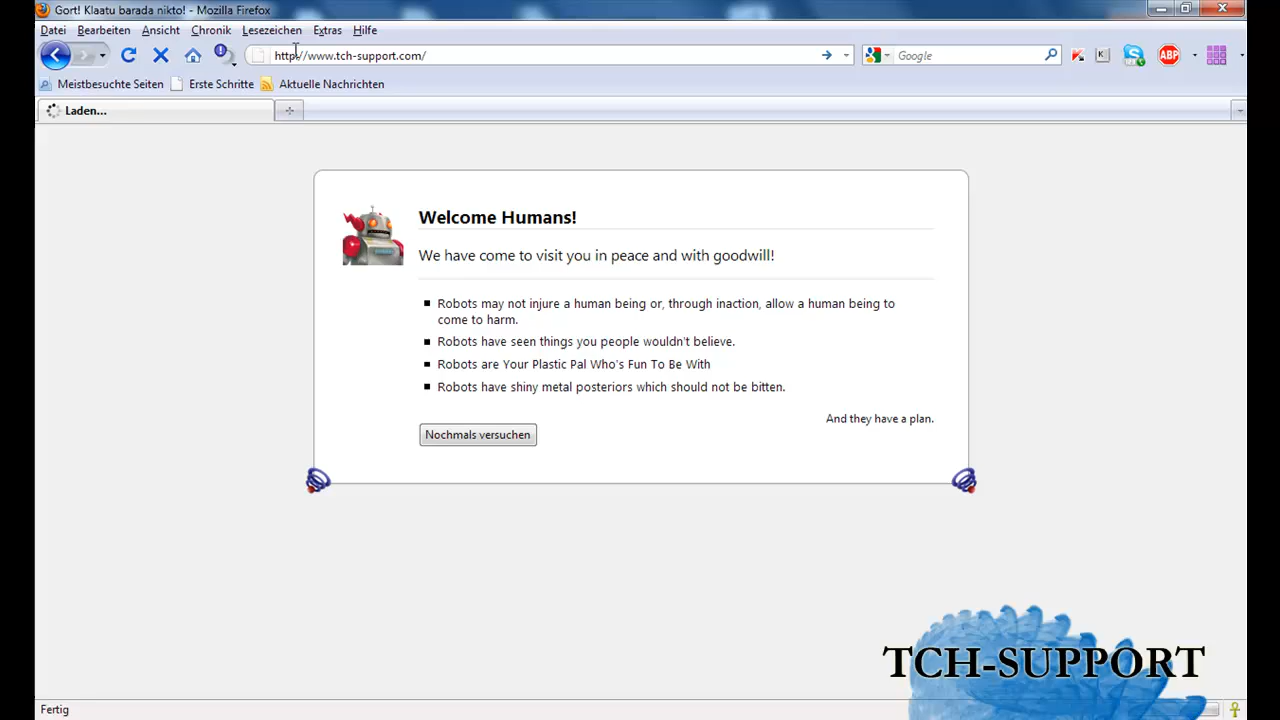 Gort! Klaatu barada nikto! - Mozilla Firefox
Datei Bearbeiten Ansicht Chronik Lesezeichen Extras Hilfe
http://www.tch-support.com/
Google
ABP
Meistbesuchte Seiten Erste Schritte Aktuelle Nachrichten
Laden...
Welcome Humans!
We have come to visit you in peace and with goodwill!
Robots may not injure a human being or, through inaction, allow a human being to
come to harm.
Robots have seen things you people wouldn't believe.
Robots are Your Plastic Pal Who's Fun To Be With
Robots have shiny metal posteriors which should not be bitten.
And they have a plan.
Nochmals versuchen
TCH-SUPPORT
Fertig